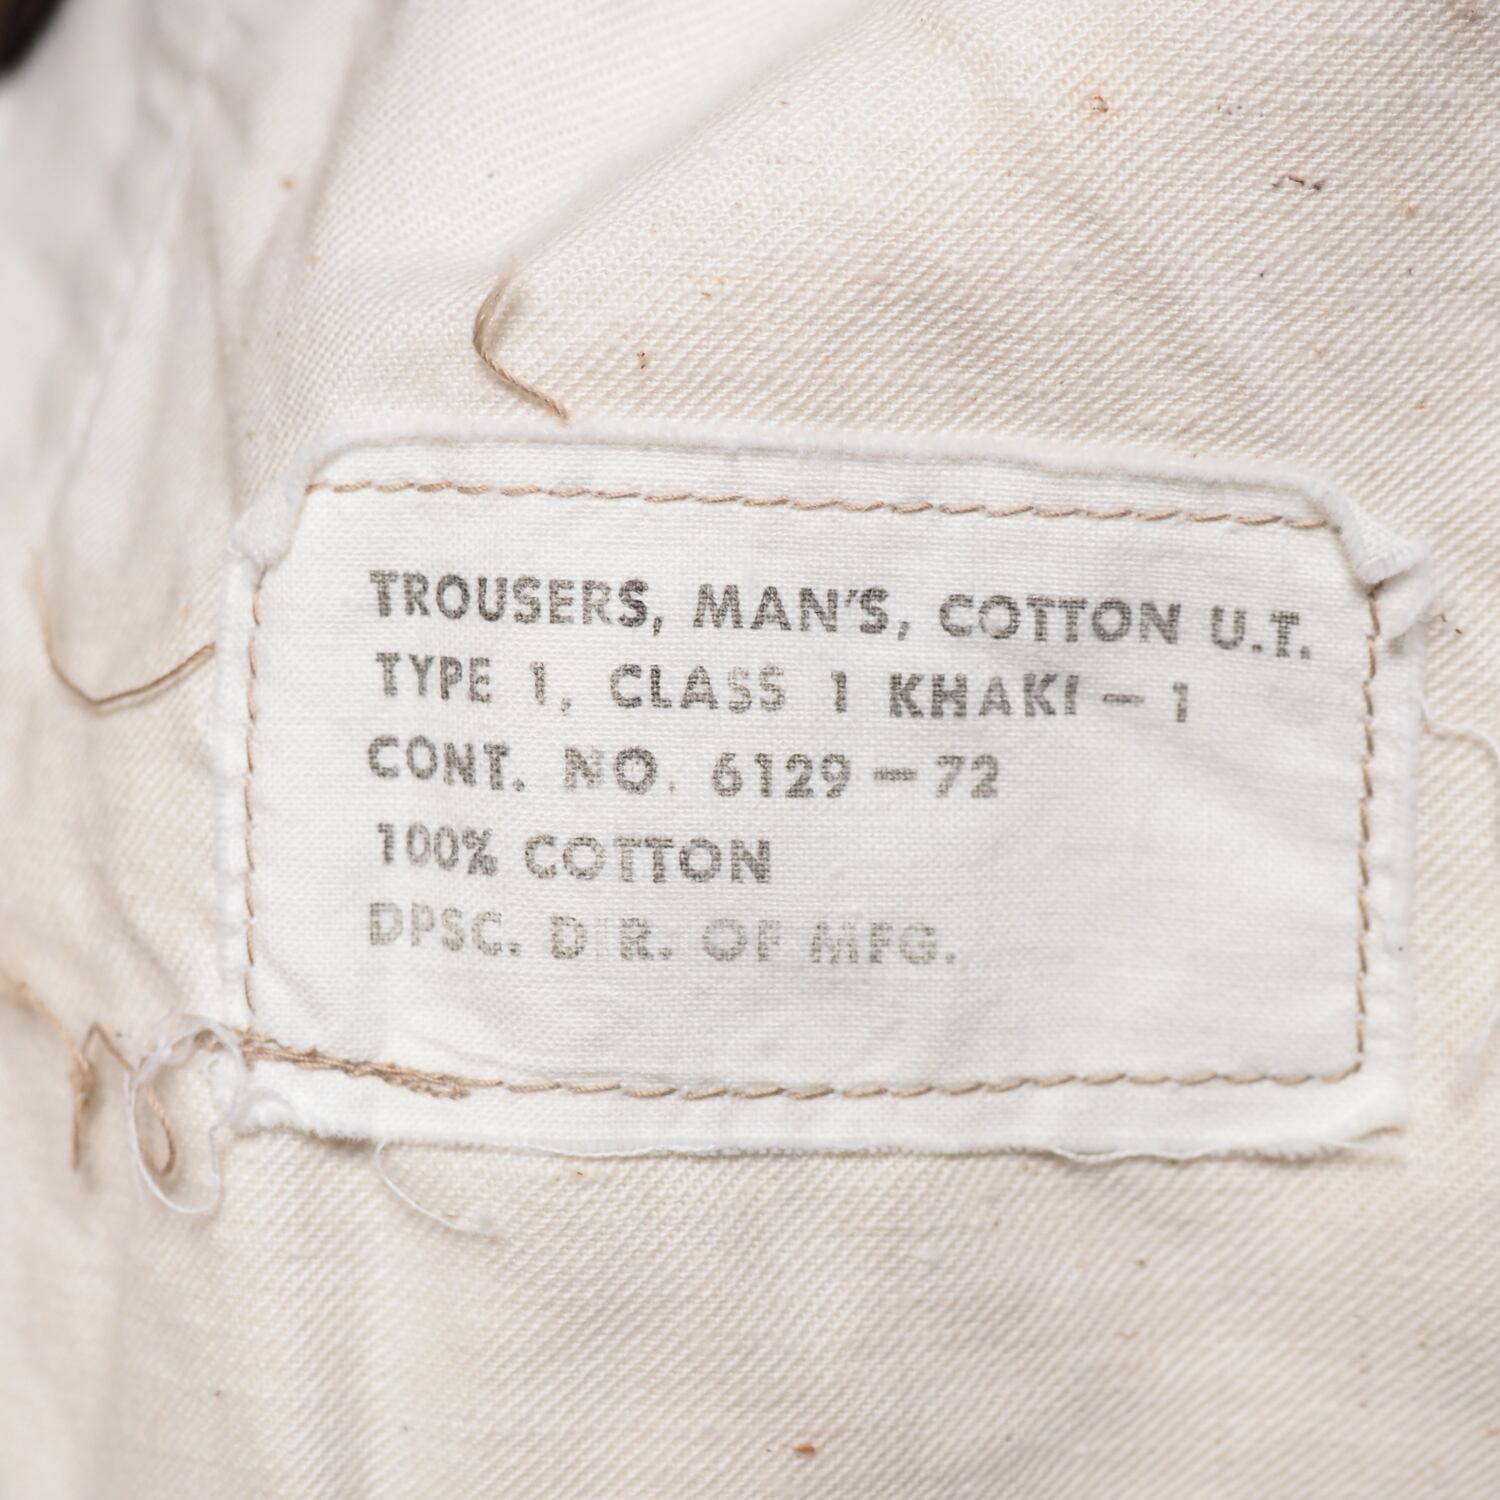 TROUSERS, MAN'S, COTTON U.T.
TYPE 1, CLASS 1 KHAKI – 1
CONT. NO. 6129 – 72
100% COTTON
DPSC. DIR. OF MFG.